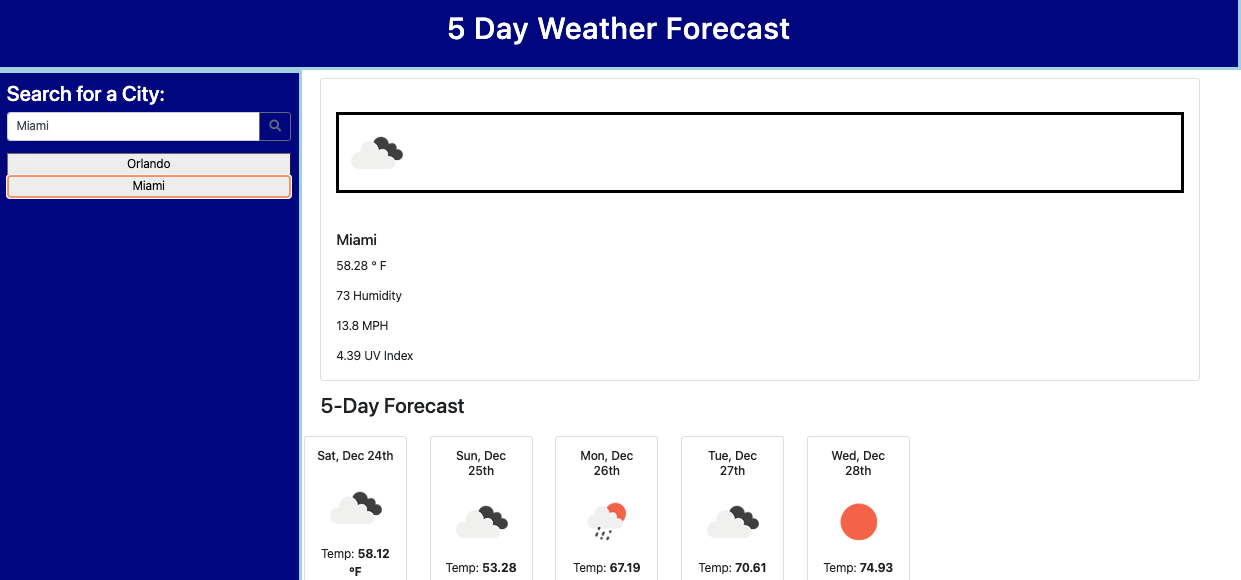 5 Day Weather Forecast
Search for a City:
Miami
Orlando
Miami
Miami
58.28 ° F
73 Humidity
13.8 MPH
4.39 UV Index
5-Day Forecast
Sat, Dec 24th
Temp: 58.12
°F
Sun, Dec
25th
Temp: 53.28
Mon, Dec
26th
Temp: 67.19
Tue, Dec
27th
Temp: 70.61
Wed, Dec
28th
Temp: 74.93